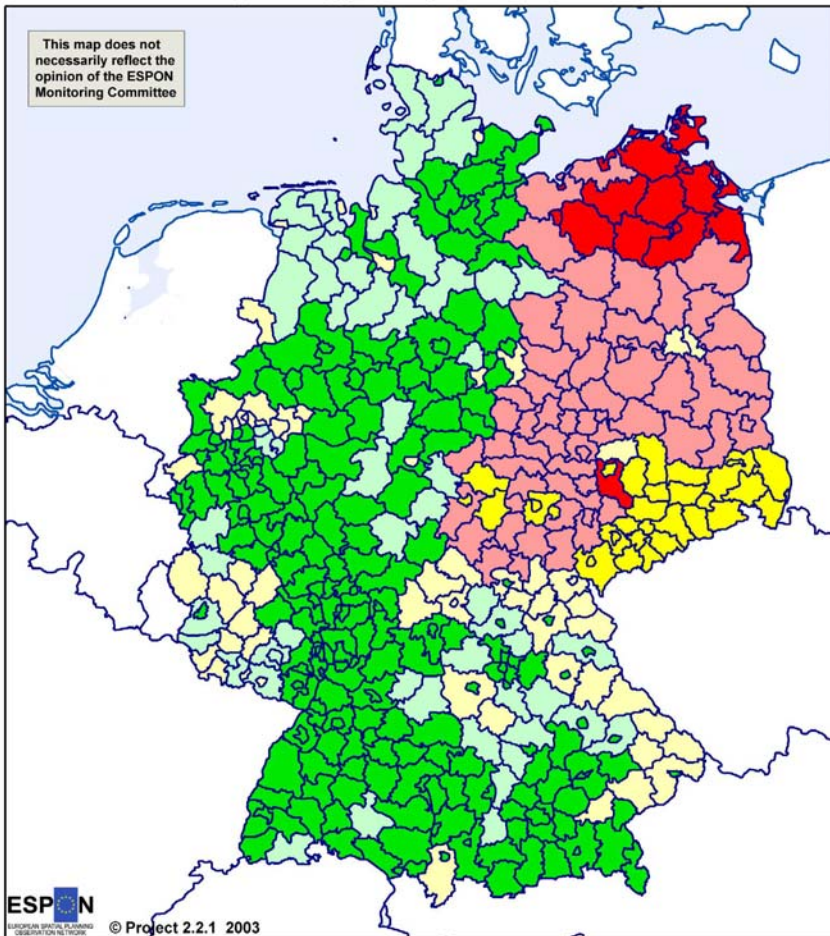 This map does not
necessarily reflect the
opinion of the ESPON
Monitoring Committee
ESPON
EUROPEAN SPATIAL PLANNING
OBSERVATION NETWORK
© Project 2.2.1 2003